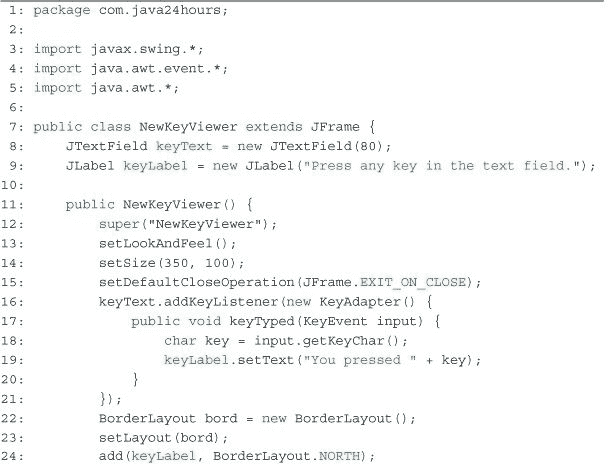 1: package com.java24hours;
 2:
 3: import javax.swing.*;
 4: import java.awt.event.*;
 5: import java.awt.*;
 6:
 7: public class NewKeyViewer extends JFrame {
 8:     JTextField keyText = new JTextField(80);
 9:     JLabel keyLabel = new JLabel("Press any key in the text field.");
10:
11:     public NewKeyViewer() {
12:         super("NewKeyViewer");
13:         setLookAndFeel();
14:         setSize(350, 100);
15:         setDefaultCloseOperation(JFrame.EXIT_ON_CLOSE);
16:         keyText.addKeyListener(new KeyAdapter() {
17:             public void keyTyped(KeyEvent input) {
18:                 char key = input.getKeyChar();
19:                 keyLabel.setText("You pressed " + key);
20:             }
21:         });
22:         BorderLayout bord = new BorderLayout();
23:         setLayout(bord);
24:         add(keyLabel, BorderLayout.NORTH);